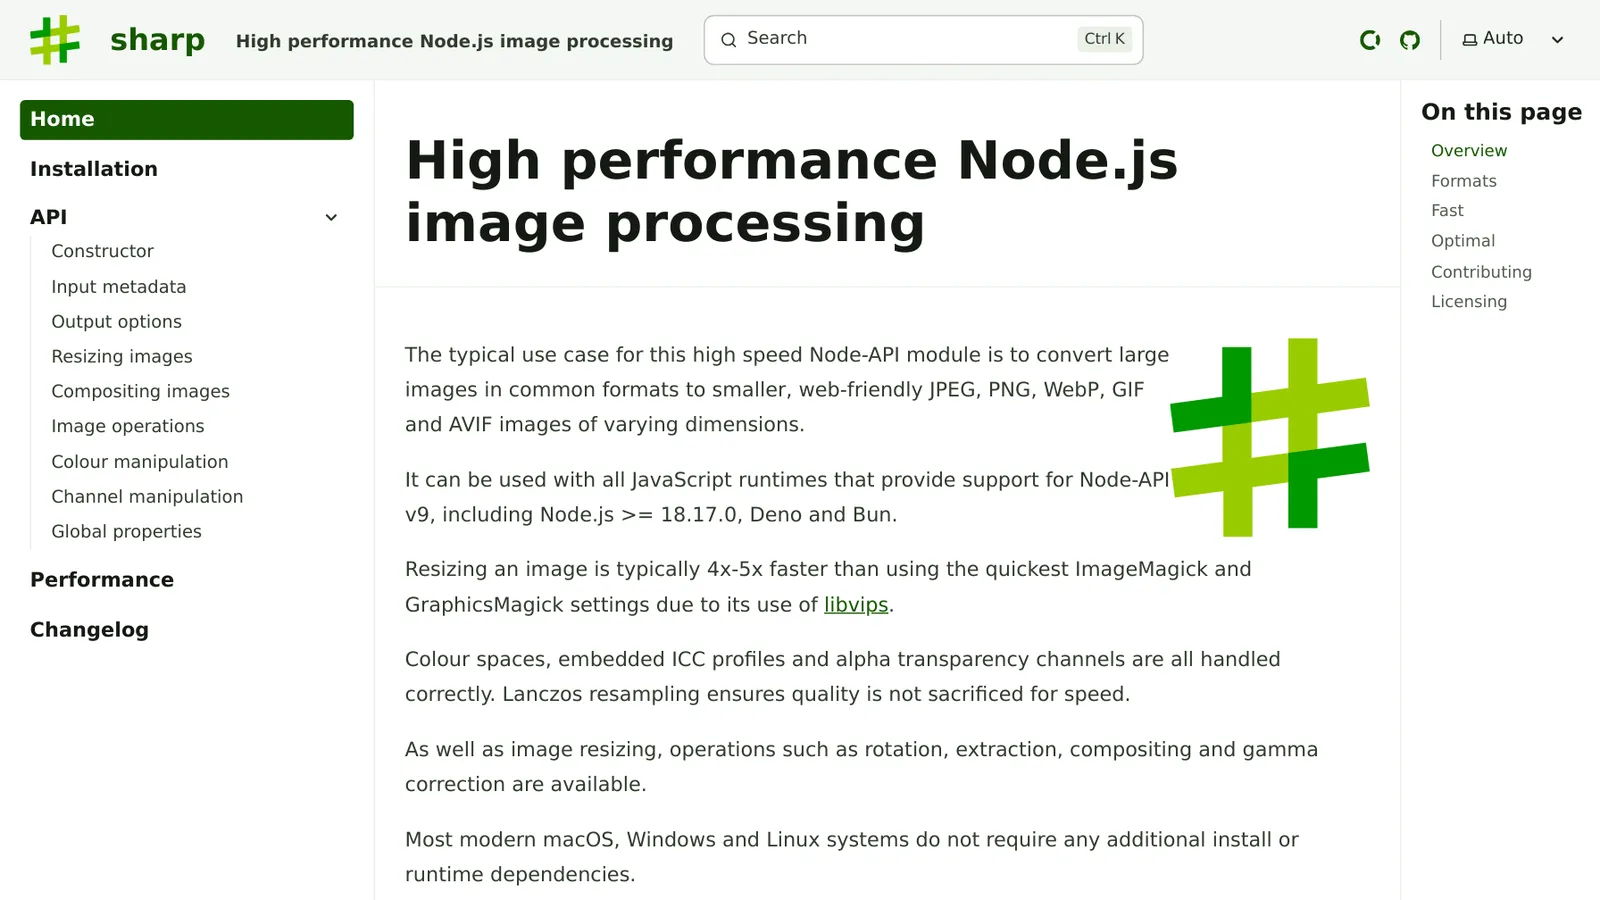 sharp
High performance Node.js image processing
Search
Ctrl K
Auto
Home
Installation
API
Constructor
Input metadata
Output options
Resizing images
Compositing images
Image operations
Colour manipulation
Channel manipulation
Global properties
Performance
Changelog
High performance Node.js
image processing
The typical use case for this high speed Node-API module is to convert large
images in common formats to smaller, web-friendly JPEG, PNG, WebP, GIF
and AVIF images of varying dimensions.
It can be used with all JavaScript runtimes that provide support for Node-API
v9, including Node.js >= 18.17.0, Deno and Bun.
Resizing an image is typically 4x-5x faster than using the quickest ImageMagick and
GraphicsMagick settings due to its use of libvips.
Colour spaces, embedded ICC profiles and alpha transparency channels are all handled
correctly. Lanczos resampling ensures quality is not sacrificed for speed.
As well as image resizing, operations such as rotation, extraction, compositing and gamma
correction are available.
Most modern macOS, Windows and Linux systems do not require any additional install or
runtime dependencies.
On this page
Overview
Formats
Fast
Optimal
Contributing
Licensing